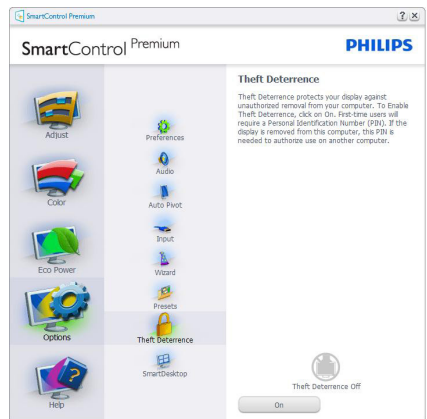 SmartControl Premium
? x
SmartControl Premium
PHILIPS
Adjust
Color
Eco Power
Options
Help
Preferences
Audio
Auto Pivot
Input
Wizard
Presets
Theft Deterrence
SmartDesktop
Theft Deterrence
Theft Deterrence protects your display against
unauthorized removal from your computer. To Enable
Theft Deterrence, click on On. First-time users will
require a Personal Identification Number (PIN). If the
display is removed from this computer, this PIN is
needed to authorize use on another computer.
Theft Deterrence Off
On